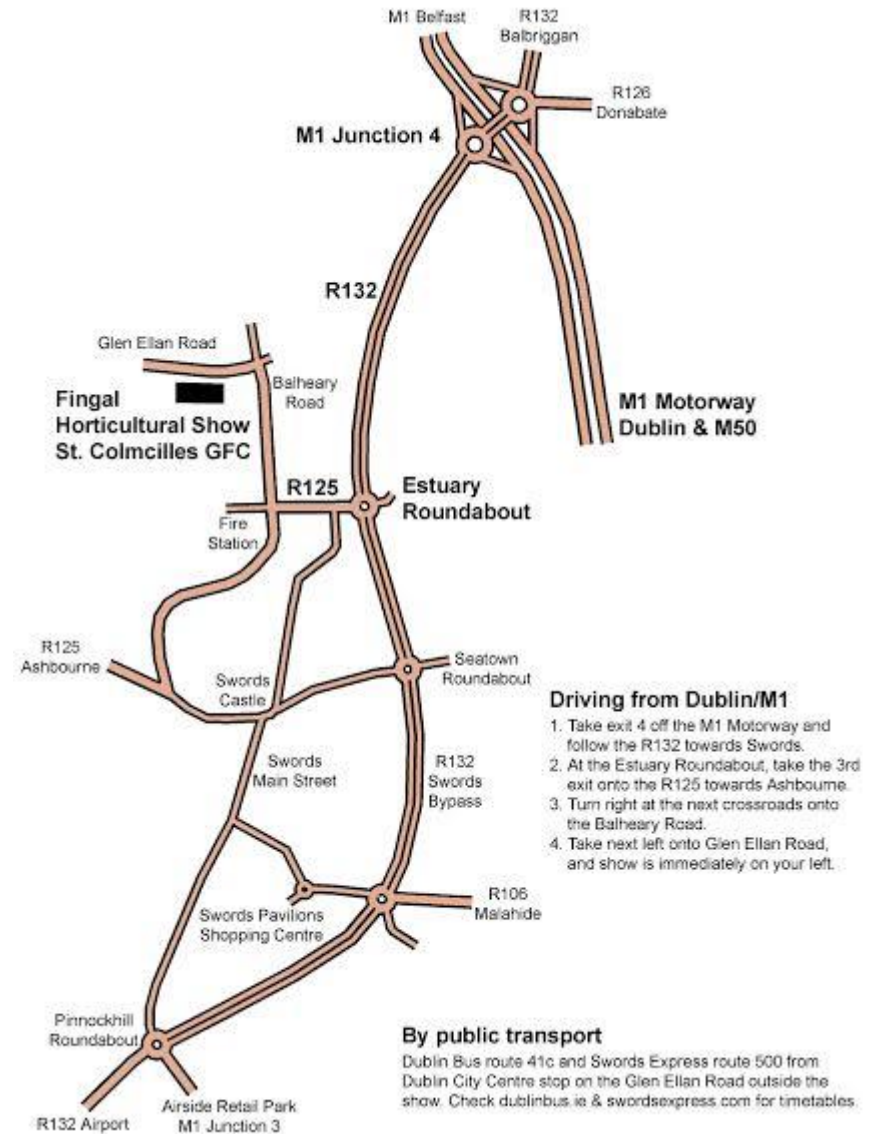 M1 Belfast
R132
Balbriggan
R126
Donabate
M1 Junction 4
R132
Glen Ellan Road
Balheary
Road
Fingal
Horticultural Show
St. Colmcilles GFC
M1 Motorway
Dublin & M50
R125
Estuary
Roundabout
Fire
Station
R125
Ashbourne
Swords
Castle
Seatown
Roundabout
Swords
Main Street
R132
Swords
Bypass
Driving from Dublin/M1
1. Take exit 4 off the M1 Motorway and
follow the R132 towards Swords.
2. At the Estuary Roundabout, take the 3rd
exit onto the R125 towards Ashbourne.
3. Turn right at the next crossroads onto
the Balheary Road.
4. Take next left onto Glen Ellan Road,
and show is immediately on your left.
Swords Pavilions
Shopping Centre
R106
Malahide
Pinnockhill
Roundabout
R132 Airport
Airside Retail Park
M1 Junction 3
By public transport
Dublin Bus route 41c and Swords Express route 500 from
Dublin City Centre stop on the Glen Ellan Road outside the
show. Check dublinbus.ie & swordsexpress.com for timetables.